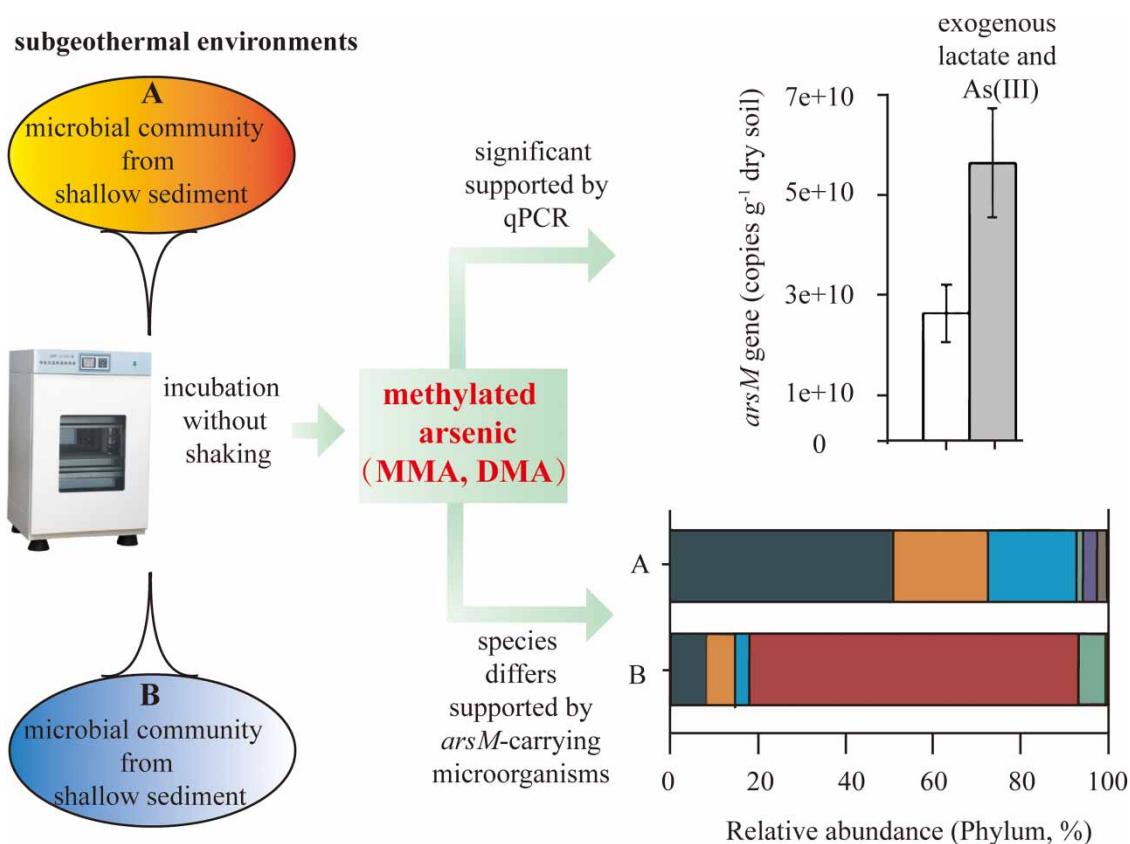 subgeothermal environments
A
microbial community
from
shallow sediment
incubation
without
shaking
B
microbial community
from
shallow sediment
methylated
arsenic
(MMA, DMA)
significant
supported by
qPCR
species
differs
supported by
arsM-carrying
microorganisms
exogenous
lactate and
As(III)
arsM gene (copies g⁻¹ dry soil)
7e+10
5e+10
3e+10
1e+10
0
A
B
0 20 40 60 80 100
Relative abundance (Phylum, %)